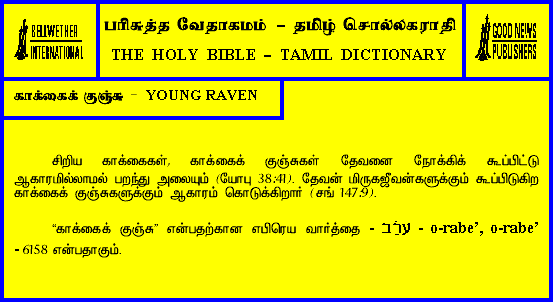 BELLWETHER
INTERNATIONAL
பரிசுத்த வேதாகமம் – தமிழ் சொல்லகராதி
THE HOLY BIBLE – TAMIL DICTIONARY
GOOD NEWS
PUBLISHERS
காக்கைக் குஞ்சு - YOUNG RAVEN
சிறிய காக்கைகள், காக்கைக் குஞ்சுகள் தேவனை நோக்கிக் கூப்பிட்டு
ஆகாரமில்லாமல் பறந்து அலையும் (யோபு 38:41). தேவன் மிருகஜீவன்களுக்கும் கூப்பிடுகிற
காக்கைக் குஞ்சுகளுக்கும் ஆகாரம் கொடுக்கிறார் (சங் 147:9).
“காக்கைக் குஞ்சு” என்பதற்கான எபிரெய வார்த்தை - עֹרֵב - o-rabe’, o-rabe’
- 6158 என்பதாகும்.